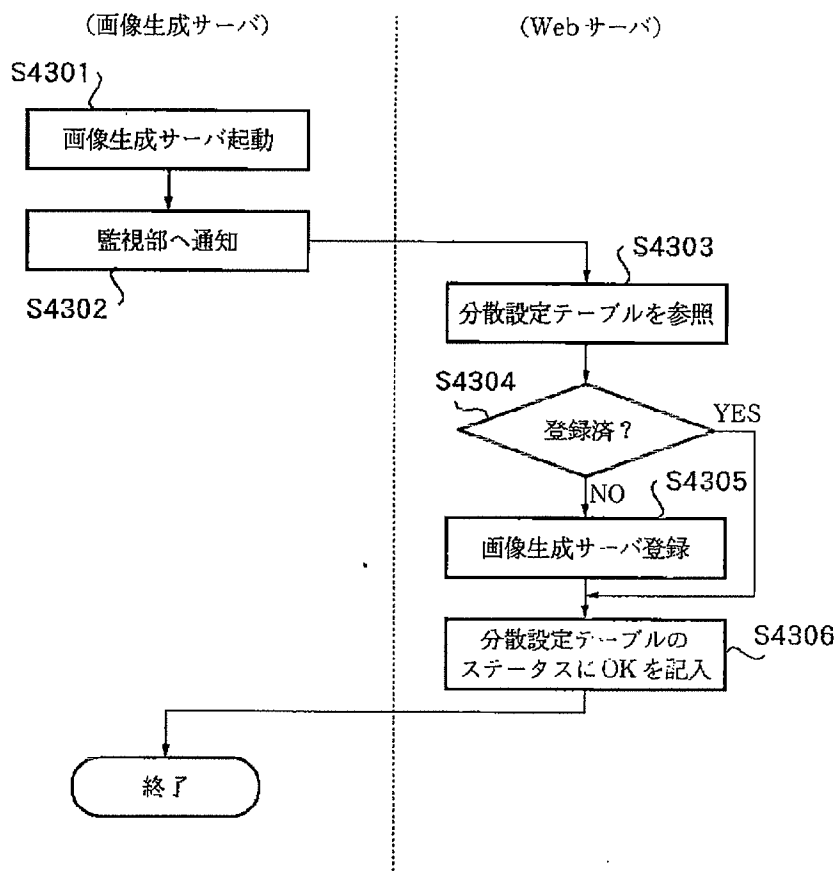 (画像生成サーバ)
(Webサーバ)
S4301
画像生成サーバ起動
監視部へ通知
S4302
S4303
分散設定テーブルを参照
S4304
登録済?
YES
NO
S4305
画像生成サーバ登録
分散設定テーブルの
ステータスにOKを記入
S4306
終了